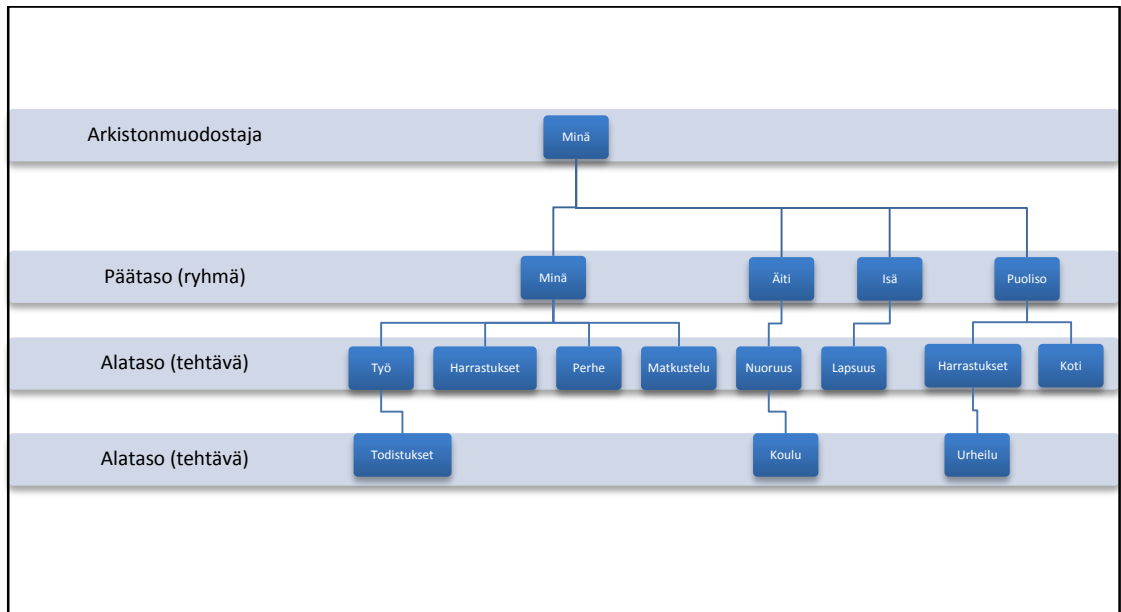 Arkistonmuodostaja
Minä
Päätaso (ryhmä)
Minä
Äiti
Isä
Puoliso
Alataso (tehtävä)
Työ
Harrastukset
Perhe
Matkustelu
Nuoruus
Lapsuus
Harrastukset
Koti
Alataso (tehtävä)
Todistukset
Koulu
Urheilu